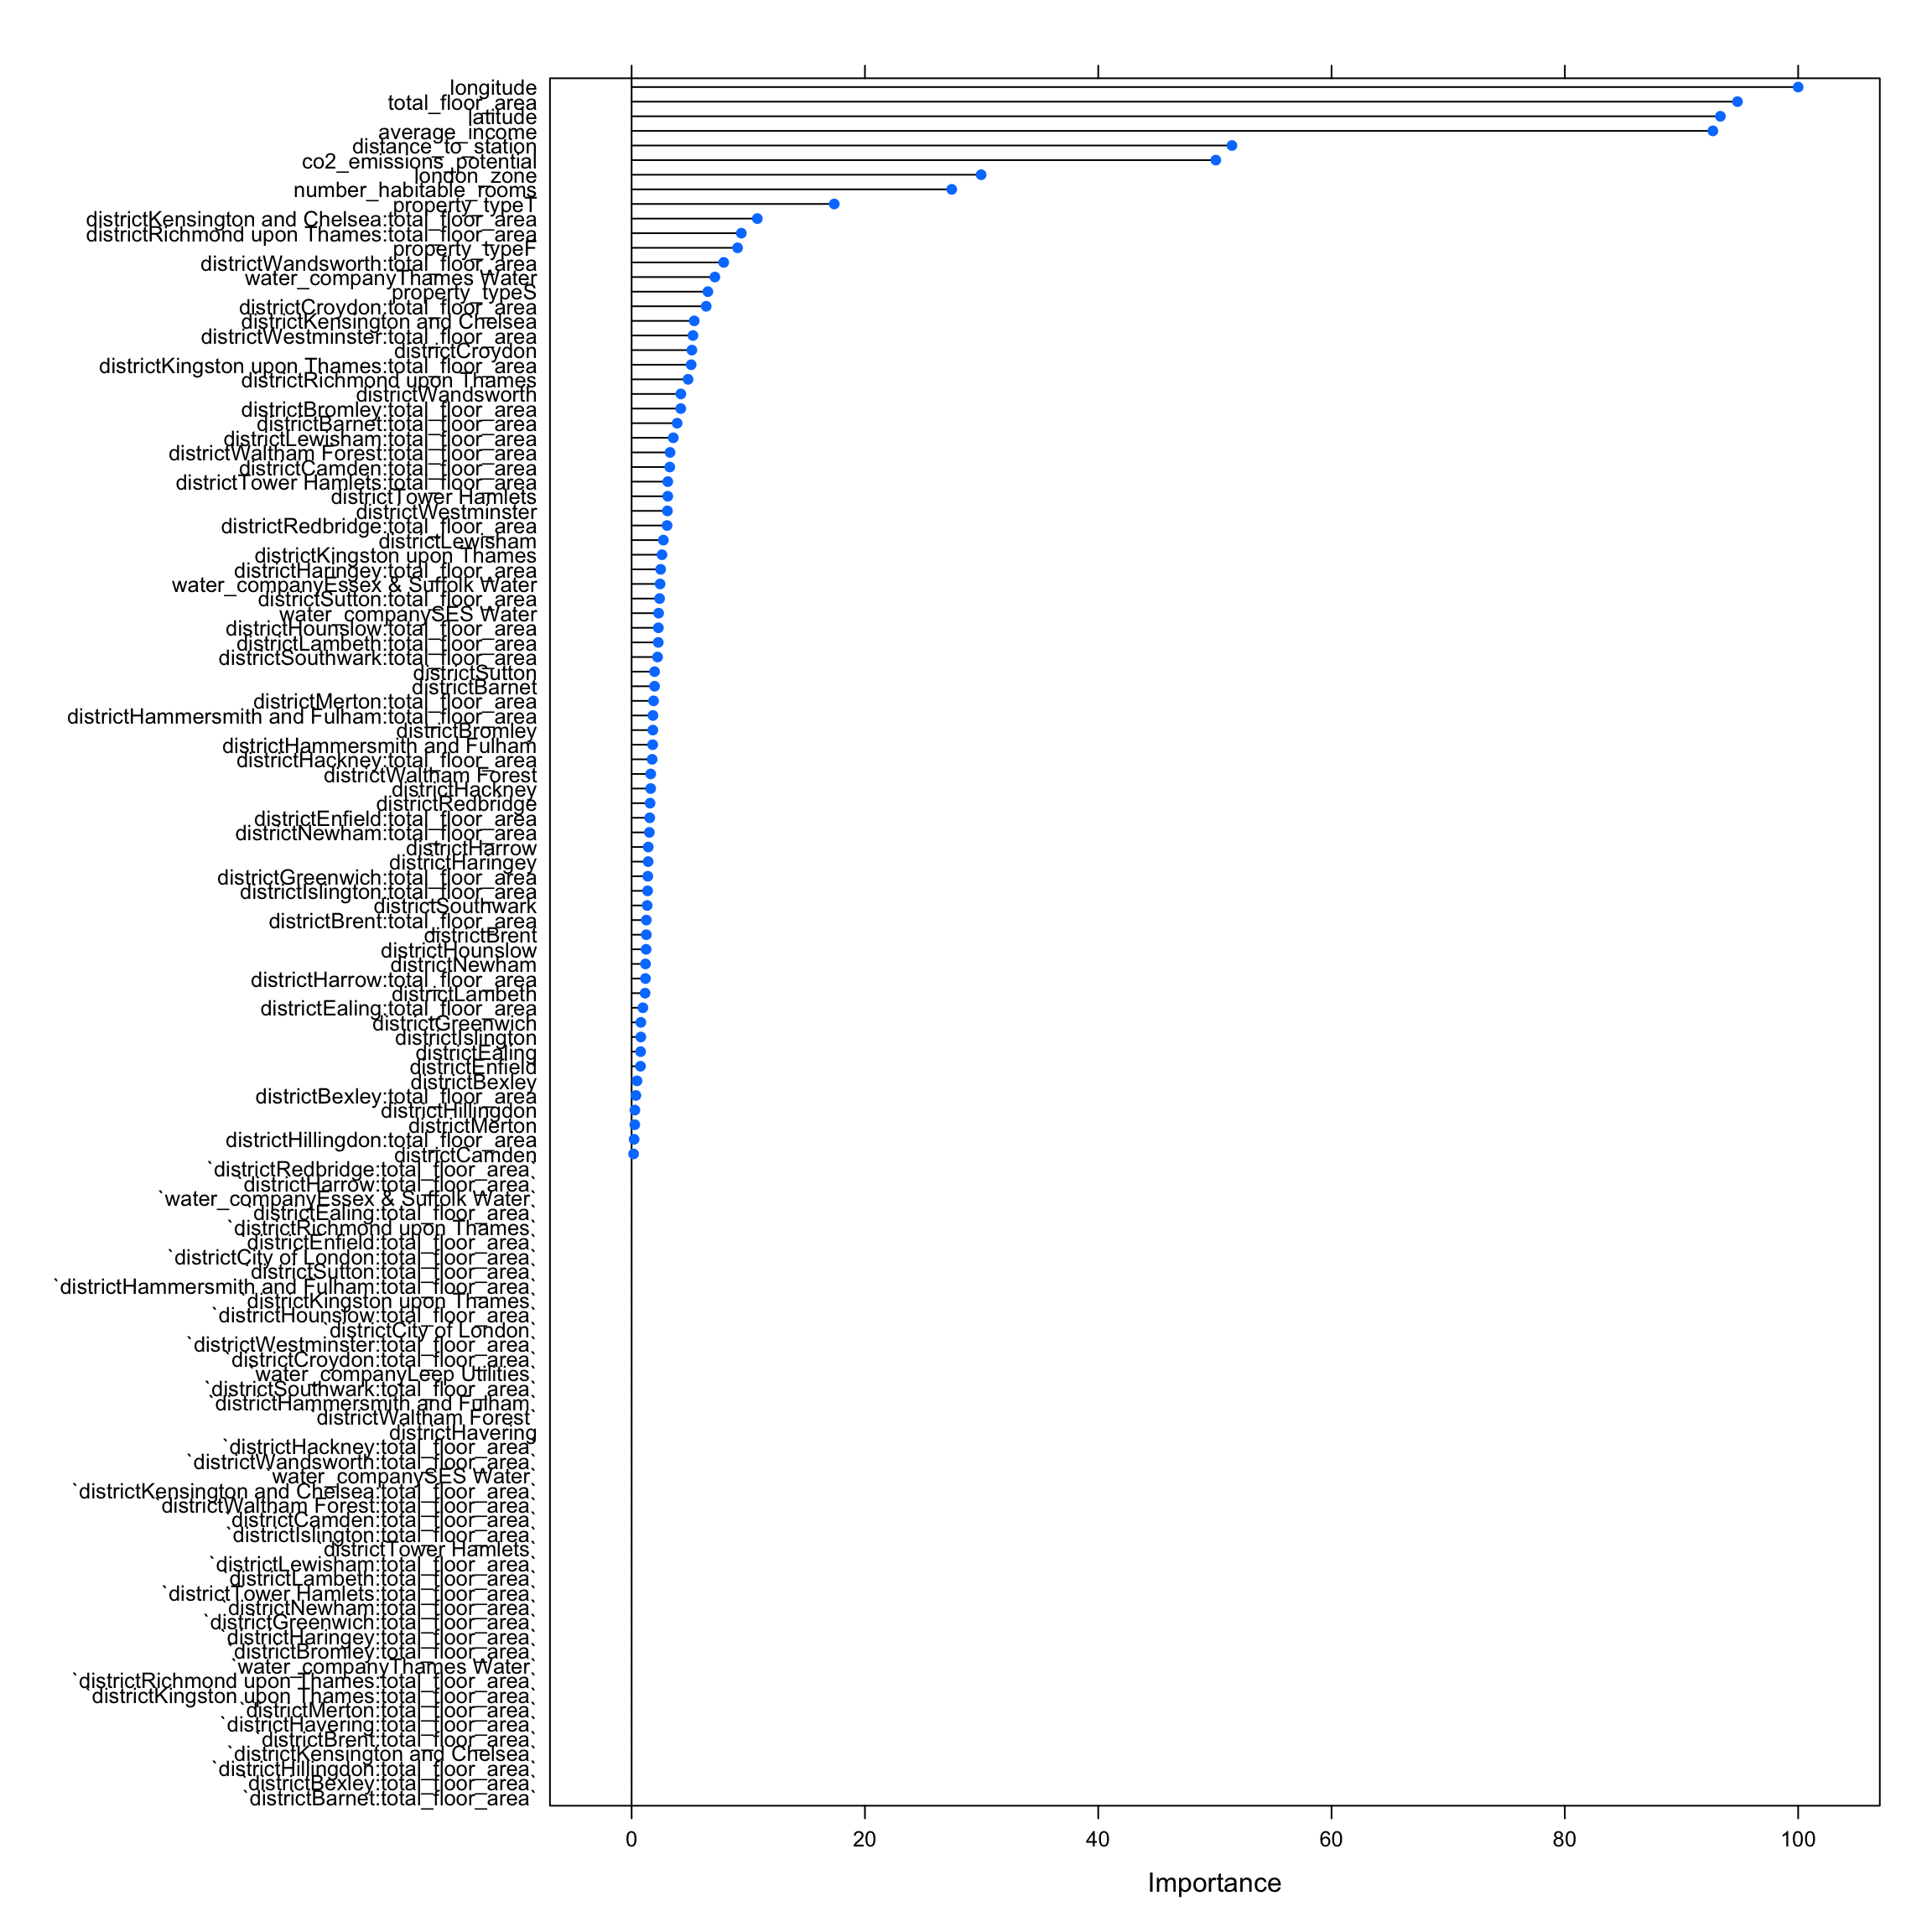 longitude
total_floor_area
latitude
average_income
distance_to_station
co2_emissions_potential
london_zone
number_habitable_rooms
property_typeT
districtKensington and Chelsea:total_floor_area
districtRichmond upon Thames:total_floor_area
property_typeF
districtWandsworth:total_floor_area
water_companyThames Water
property_typeS
districtCroydon:total_floor_area
districtKensington and Chelsea
districtWestminster:total_floor_area
districtCroydon
districtKingston upon Thames:total_floor_area
districtRichmond upon Thames
districtWandsworth
districtBromley:total_floor_area
districtBarnet:total_floor_area
districtLewisham:total_floor_area
districtWaltham Forest:total_floor_area
districtCamden:total_floor_area
districtTower Hamlets:total_floor_area
districtTower Hamlets
districtWestminster
districtRedbridge:total_floor_area
districtLewisham
districtKingston upon Thames
districtHaringey:total_floor_area
water_companyEssex & Suffolk Water
districtSutton:total_floor_area
water_companySES Water
districtHounslow:total_floor_area
districtLambeth:total_floor_area
districtSouthwark:total_floor_area
districtSutton
districtBarnet
districtMerton:total_floor_area
districtHammersmith and Fulham:total_floor_area
districtBromley
districtHammersmith and Fulham
districtHackney:total_floor_area
districtWaltham Forest
districtHackney
districtRedbridge
districtEnfield:total_floor_area
districtNewham:total_floor_area
districtHarrow
districtHaringey
districtGreenwich:total_floor_area
districtIslington:total_floor_area
districtSouthwark
districtBrent:total_floor_area
districtBrent
districtHounslow
districtNewham
districtHarrow:total_floor_area
districtLambeth
districtEaling:total_floor_area
districtGreenwich
districtIslington
districtEaling
districtEnfield
districtBexley
districtBexley:total_floor_area
districtHillingdon
districtMerton
districtHillingdon:total_floor_area
districtCamden
`districtRedbridge:total_floor_area`
`districtHarrow:total_floor_area`
`water_companyEssex & Suffolk Water`
`districtEaling:total_floor_area`
`districtRichmond upon Thames`
`districtEnfield:total_floor_area`
`districtCity of London:total_floor_area`
`districtSutton:total_floor_area`
`districtHammersmith and Fulham:total_floor_area`
`districtKingston upon Thames`
`districtHounslow:total_floor_area`
`districtCity of London`
`districtWestminster:total_floor_area`
`districtCroydon:total_floor_area`
`water_companyLeep Utilities`
`districtSouthwark:total_floor_area`
`districtHammersmith and Fulham`
`districtWaltham Forest`
districtHavering
`districtHackney:total_floor_area`
`districtWandsworth:total_floor_area`
`water_companySES Water`
`districtKensington and Chelsea:total_floor_area`
`districtWaltham Forest:total_floor_area`
`districtCamden:total_floor_area`
`districtIslington:total_floor_area`
`districtTower Hamlets`
`districtLewisham:total_floor_area`
`districtLambeth:total_floor_area`
`districtTower Hamlets:total_floor_area`
`districtNewham:total_floor_area`
`districtGreenwich:total_floor_area`
`districtHaringey:total_floor_area`
`districtBromley:total_floor_area`
`water_companyThames Water`
`districtRichmond upon Thames:total_floor_area`
`districtKingston upon Thames:total_floor_area`
`districtMerton:total_floor_area`
`districtHavering:total_floor_area`
`districtBrent:total_floor_area`
`districtKensington and Chelsea`
`districtHillingdon:total_floor_area`
`districtBexley:total_floor_area`
`districtBarnet:total_floor_area`
0 20 40 60 80 100
Importance